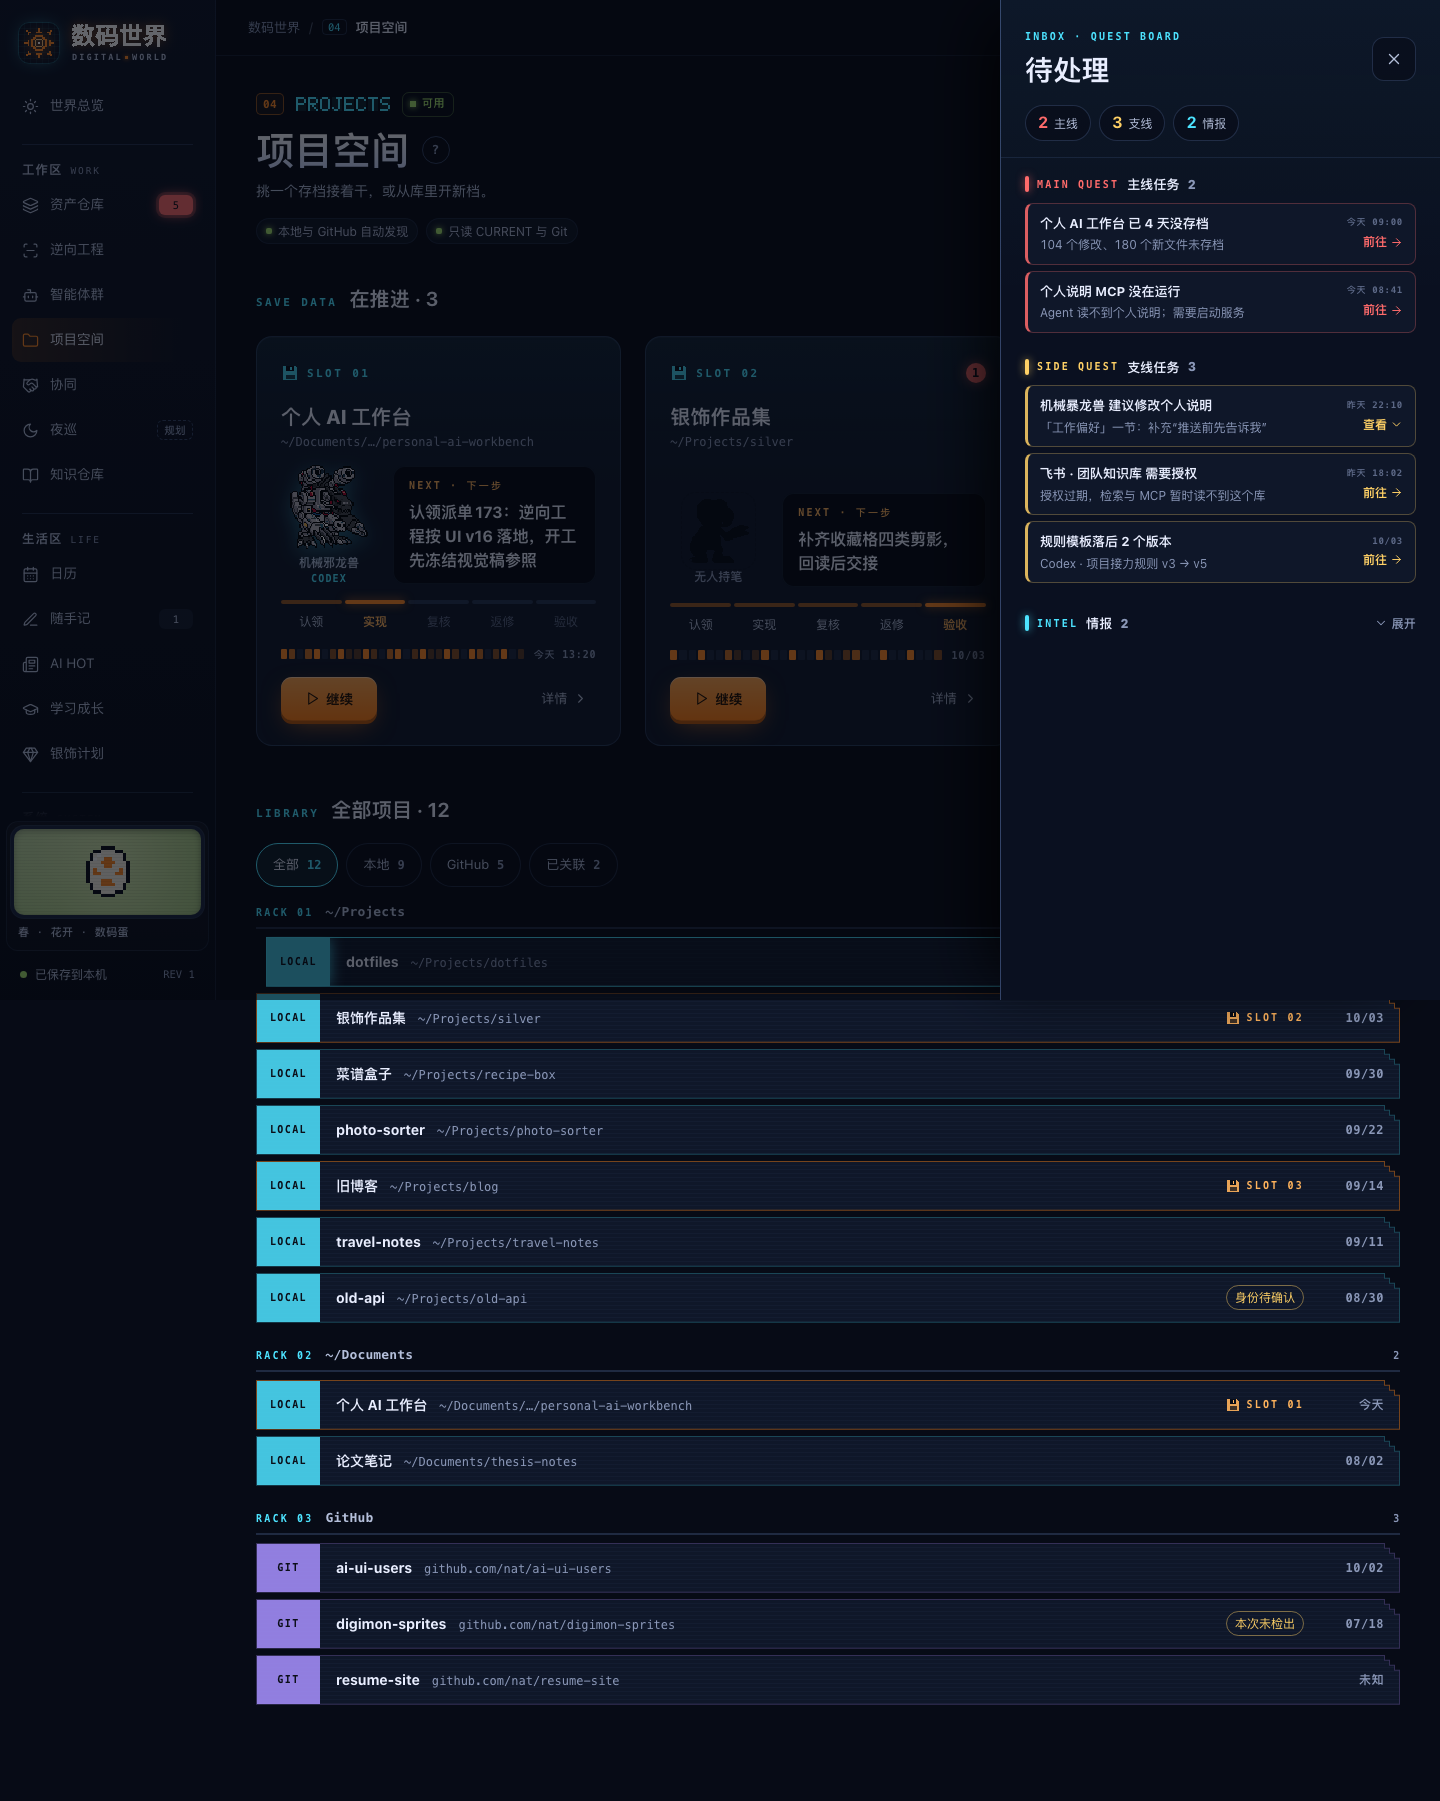 数码世界
DIGITAL WORLD
世界总览
工作区 WORK
资产仓库 5
逆向工程
智能体群
项目空间
协同
夜巡 规划
知识仓库
生活区 LIFE
日历
随手记 1
AI HOT
学习成长
银饰计划
春 · 花开 · 数码蛋
已保存到本机 REV 1
数码世界 / 04 项目空间
04 PROJECTS 可用
项目空间 ?
挑一个存档接着干，或从库里开新档。
本地与 GitHub 自动发现 只读 CURRENT 与 Git
SAVE DATA 在推进 · 3
SLOT 01
个人 AI 工作台
~/Documents/…/personal-ai-workbench
NEXT · 下一步
认领派单 173：逆向工
程按 UI v16 落地，开工
先冻结视觉稿参照
机械邪龙兽
CODEX
认领 实现 复核 返修 验收
今天 13:20
继续 详情
SLOT 02 1
银饰作品集
~/Projects/silver
NEXT · 下一步
补齐收藏格四类剪影，
回读后交接
无人持笔
认领 实现 复核 返修 验收
10/03
继续 详情
LIBRARY 全部项目 · 12
全部 12 本地 9 GitHub 5 已关联 2
RACK 01 ~/Projects
LOCAL dotfiles ~/Projects/dotfiles
LOCAL 银饰作品集 ~/Projects/silver SLOT 02 10/03
LOCAL 菜谱盒子 ~/Projects/recipe-box 09/30
LOCAL photo-sorter ~/Projects/photo-sorter 09/22
LOCAL 旧博客 ~/Projects/blog SLOT 03 09/14
LOCAL travel-notes ~/Projects/travel-notes 09/11
LOCAL old-api ~/Projects/old-api 身份待确认 08/30
RACK 02 ~/Documents 2
LOCAL 个人 AI 工作台 ~/Documents/…/personal-ai-workbench SLOT 01 今天
LOCAL 论文笔记 ~/Documents/thesis-notes 08/02
RACK 03 GitHub 3
GIT ai-ui-users github.com/nat/ai-ui-users 10/02
GIT digimon-sprites github.com/nat/digimon-sprites 本次未检出 07/18
GIT resume-site github.com/nat/resume-site 未知
INBOX · QUEST BOARD
待处理
2 主线 3 支线 2 情报
MAIN QUEST 主线任务 2
个人 AI 工作台 已 4 天没存档 今天 09:00
104 个修改、180 个新文件未存档 前往
个人说明 MCP 没在运行 今天 08:41
Agent 读不到个人说明；需要启动服务 前往
SIDE QUEST 支线任务 3
机械暴龙兽 建议修改个人说明 昨天 22:10
「工作偏好」一节：补充“推送前先告诉我” 查看
飞书 · 团队知识库 需要授权 昨天 18:02
授权过期，检索与 MCP 暂时读不到这个库 前往
规则模板落后 2 个版本 10/03
Codex · 项目接力规则 v3 → v5 前往
INTEL 情报 2 展开